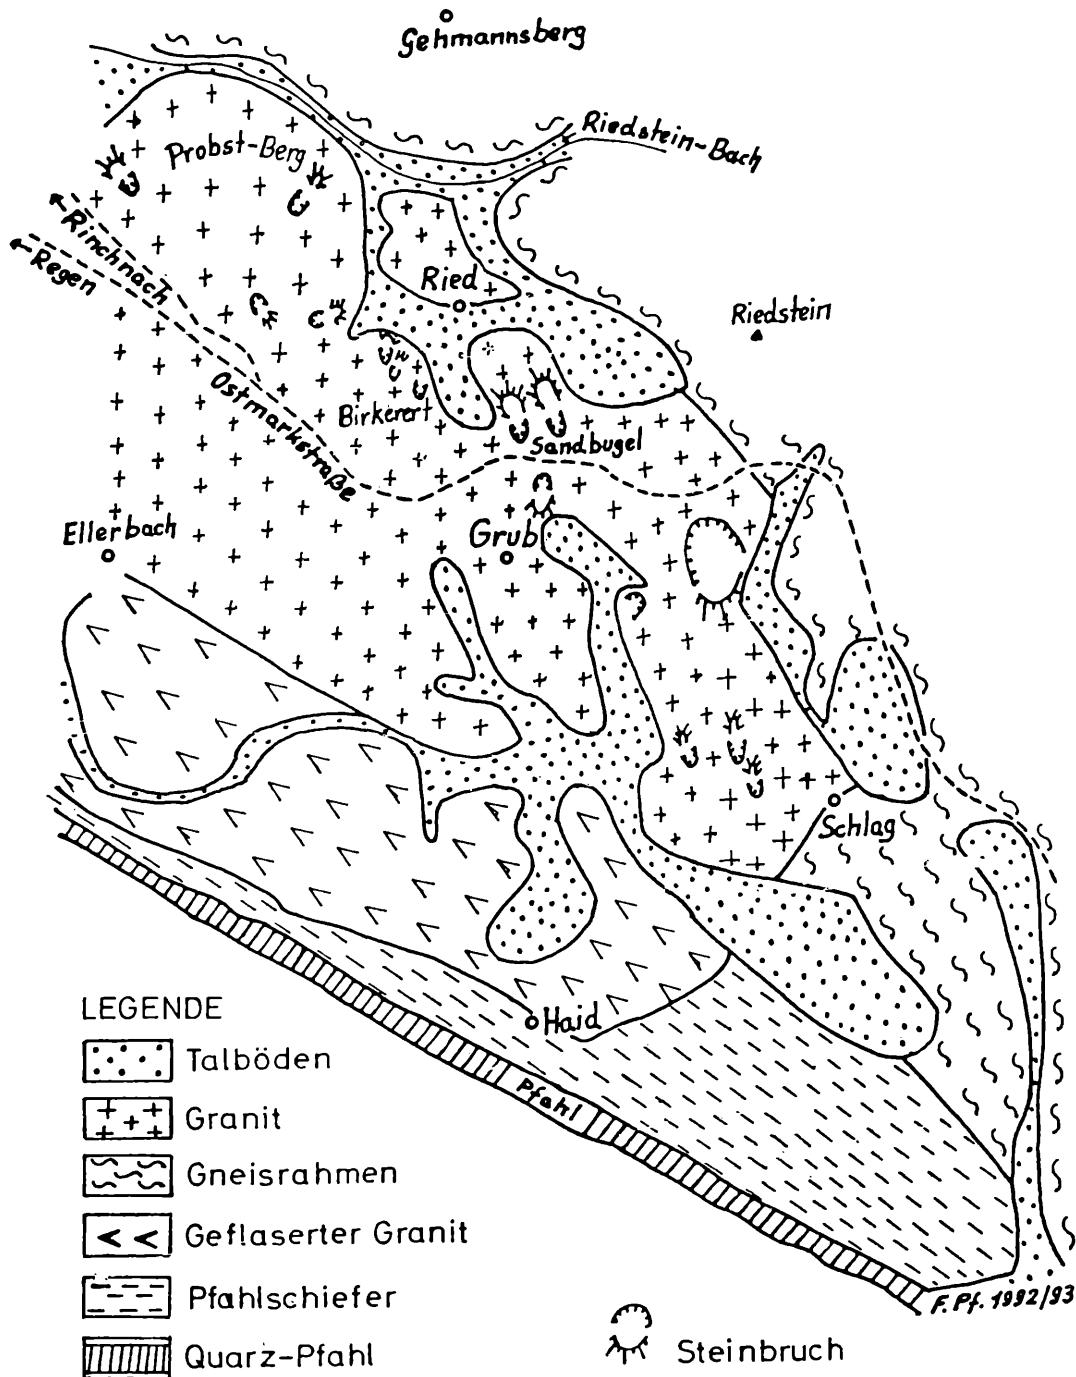 Gehmannsberg
Riedstein-Bach
Probst-Berg
Rinchnach
Regen
Ried
Riedstein
Ostmarkstraße
Birkerert
Sandbugel
Ellerbach
Grub
Schlag
Haid
Pfahl
LEGENDE
Talböden
Granit
Gneisrahmen
Geflaserter Granit
Pfahlschiefer
Quarz-Pfahl
Steinbruch
F. Pf. 1992/93